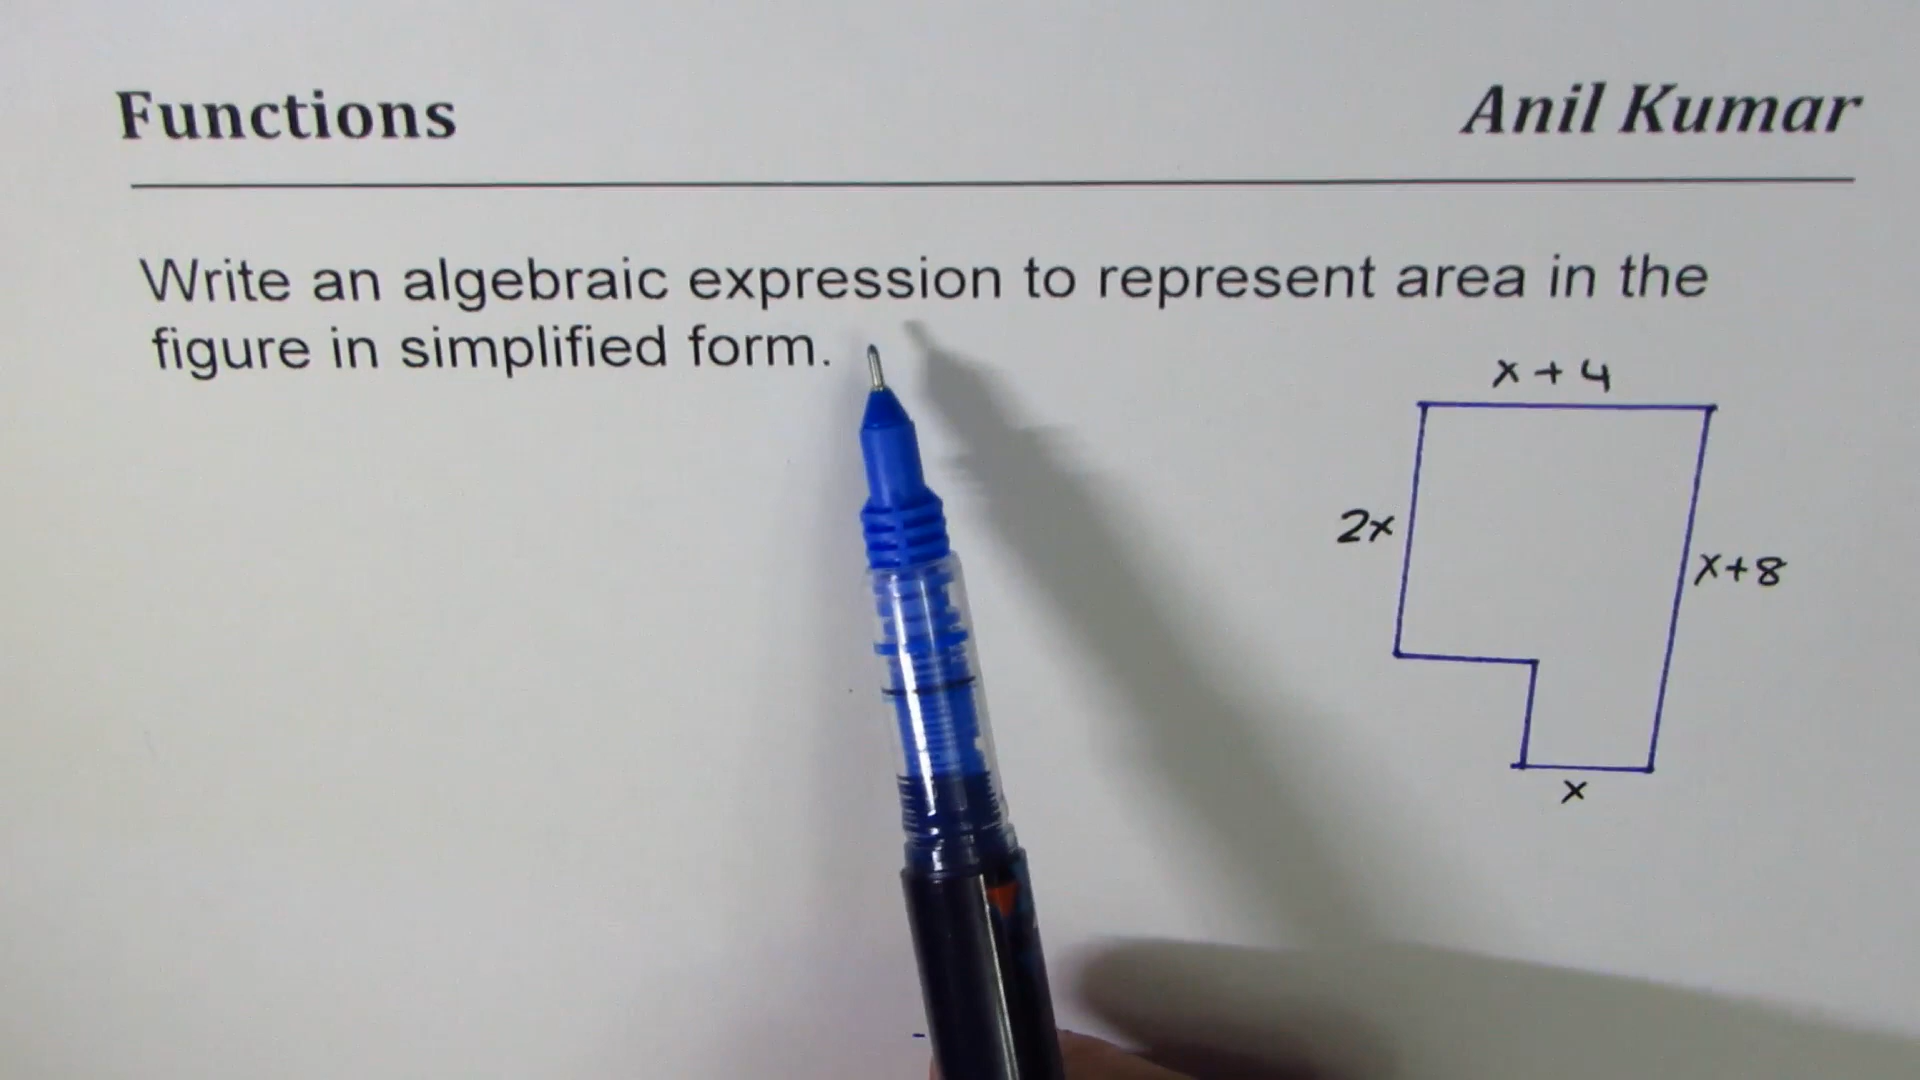 Functions
Anil Kumar
Write an algebraic expression to represent area in the
figure in simplified form.
x + 4
2x
x+8
x